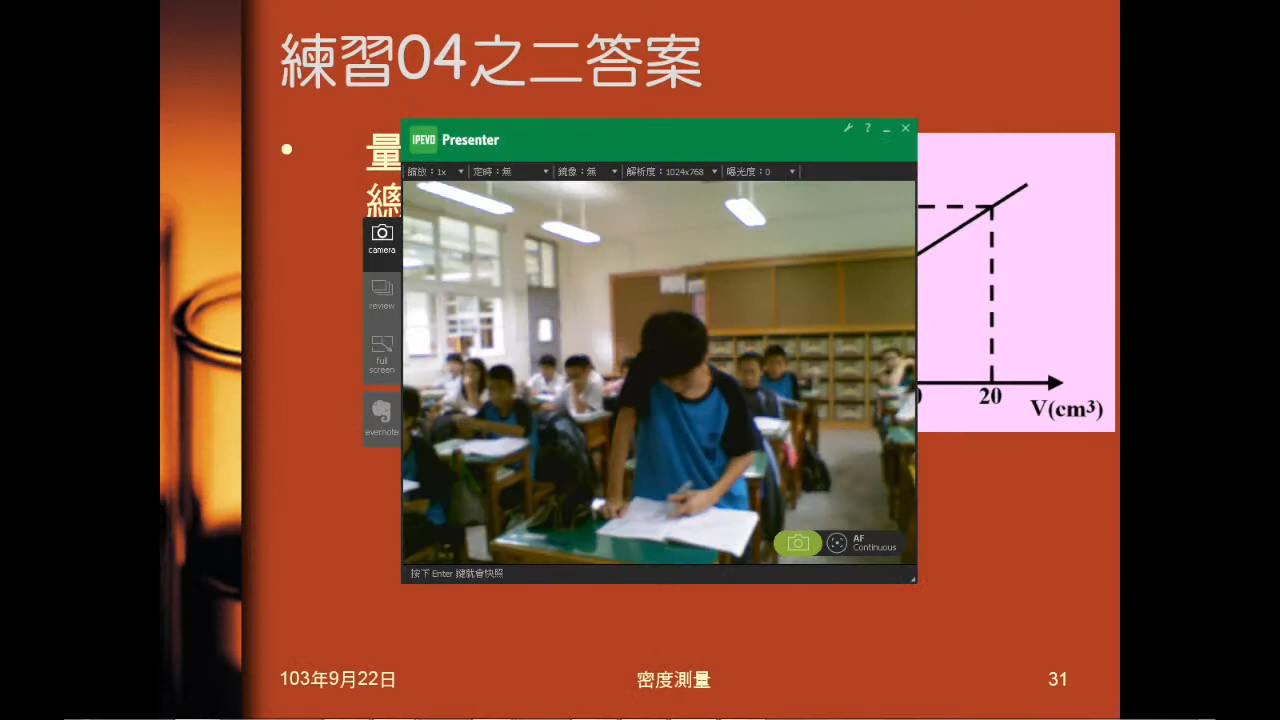 練習04之二答案
量
總
IPEVO Presenter
縮放：1x 定時：無 鏡像：無 解析度：1024x768 曝光度：0
camera
review
full
screen
evernote
20
V(cm3)
AF
Continuous
按下 Enter 鍵就會快照
103年9月22日
密度測量
31